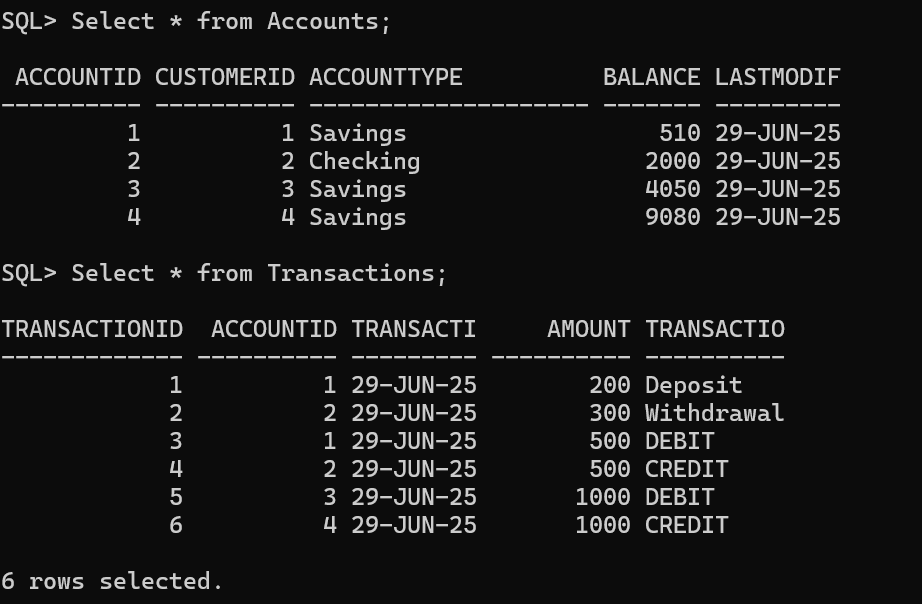 SQL> Select * from Accounts;
 ACCOUNTID CUSTOMERID ACCOUNTTYPE          BALANCE LASTMODIF
---------- ---------- -------------------- ------- ---------
         1          1 Savings                  510 29-JUN-25
         2          2 Checking                2000 29-JUN-25
         3          3 Savings                 4050 29-JUN-25
         4          4 Savings                 9080 29-JUN-25
SQL> Select * from Transactions;
TRANSACTIONID  ACCOUNTID TRANSACTI     AMOUNT TRANSACTIO
------------- ---------- --------- ---------- ----------
            1          1 29-JUN-25        200 Deposit
            2          2 29-JUN-25        300 Withdrawal
            3          1 29-JUN-25        500 DEBIT
            4          2 29-JUN-25        500 CREDIT
            5          3 29-JUN-25       1000 DEBIT
            6          4 29-JUN-25       1000 CREDIT
6 rows selected.